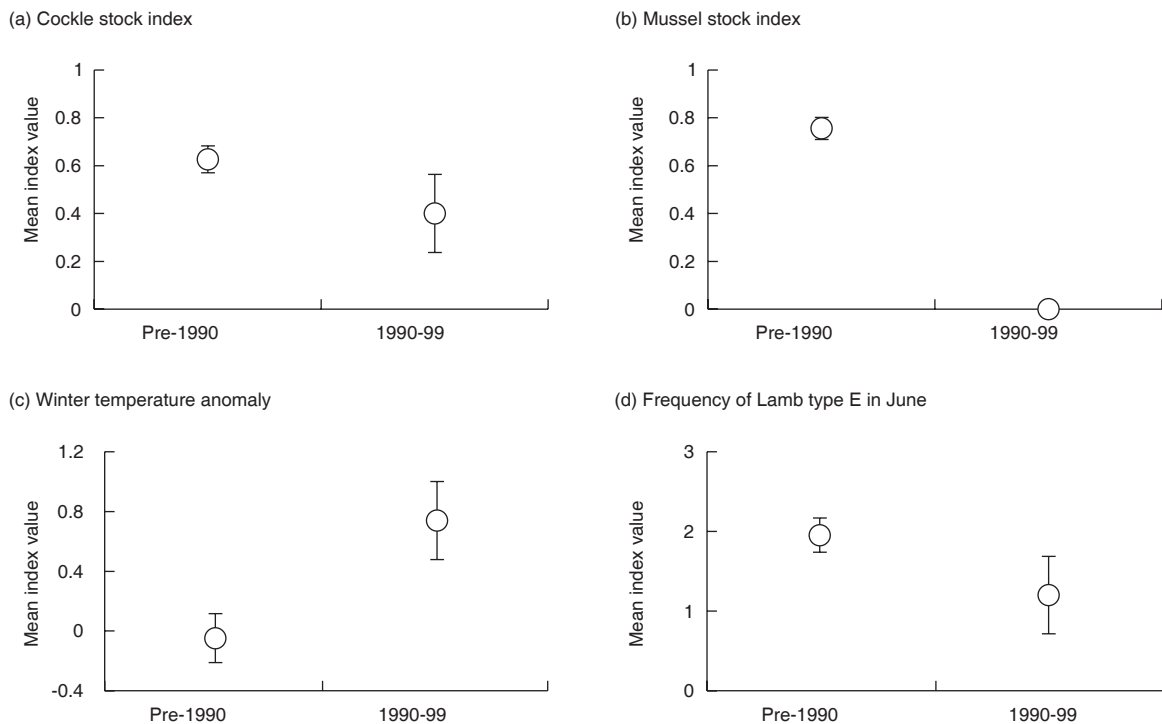 (a) Cockle stock index
(b) Mussel stock index
Mean index value
1
0.8
0.6
0.4
0.2
0
Pre-1990
1990-99
Mean index value
1
0.8
0.6
0.4
0.2
0
Pre-1990
1990-99
(c) Winter temperature anomaly
(d) Frequency of Lamb type E in June
Mean index value
1.2
0.8
0.4
0
-0.4
Pre-1990
1990-99
Mean index value
3
2
1
0
Pre-1990
1990-99